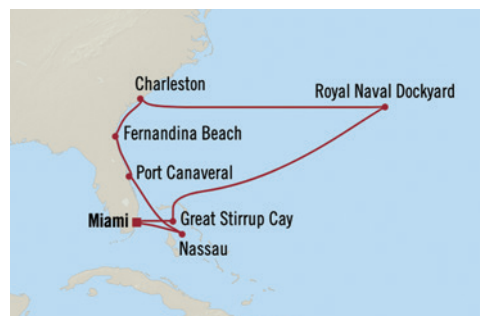 Charleston
Royal Naval Dockyard
Fernandina Beach
Port Canaveral
Miami
Great Stirrup Cay
Nassau